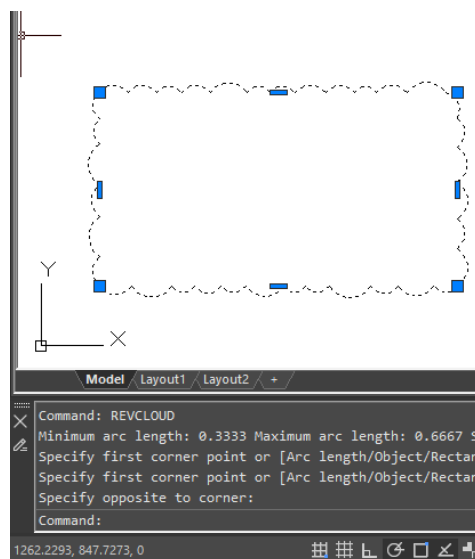 Y
X
Model Layout1 Layout2 +
Command: REVCLOUD
Minimum arc length: 0.3333 Maximum arc length: 0.6667 S
Specify first corner point or [Arc length/Object/Rectan
Specify first corner point or [Arc length/Object/Rectan
Specify opposite to corner:
Command:
1262.2293, 847.7273, 0